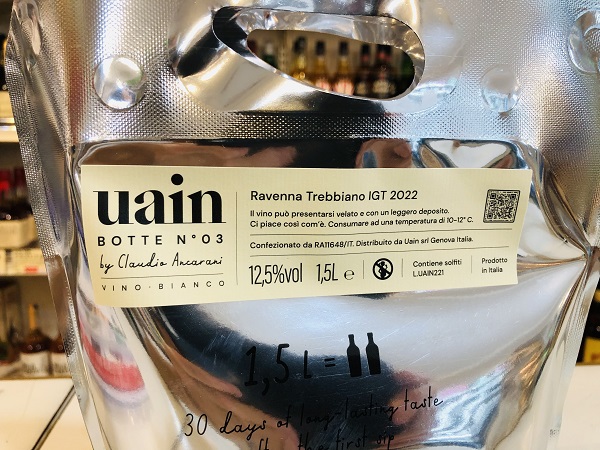 uain
BOTTE N°03
by Claudio Ancarani
VINO · BIANCO
Ravenna Trebbiano IGT 2022
Il vino può presentarsi velato e con un leggero deposito.
Ci piace così com'è. Consumare ad una temperatura di 10-12° C.
Confezionato da RA11648/IT. Distribuito da Uain srl Genova Italia.
12,5%vol 1,5L ℮
Contiene solfiti
L.UAIN221
Prodotto
in Italia
1,5 L =
30 days of long-lasting taste
the first sip